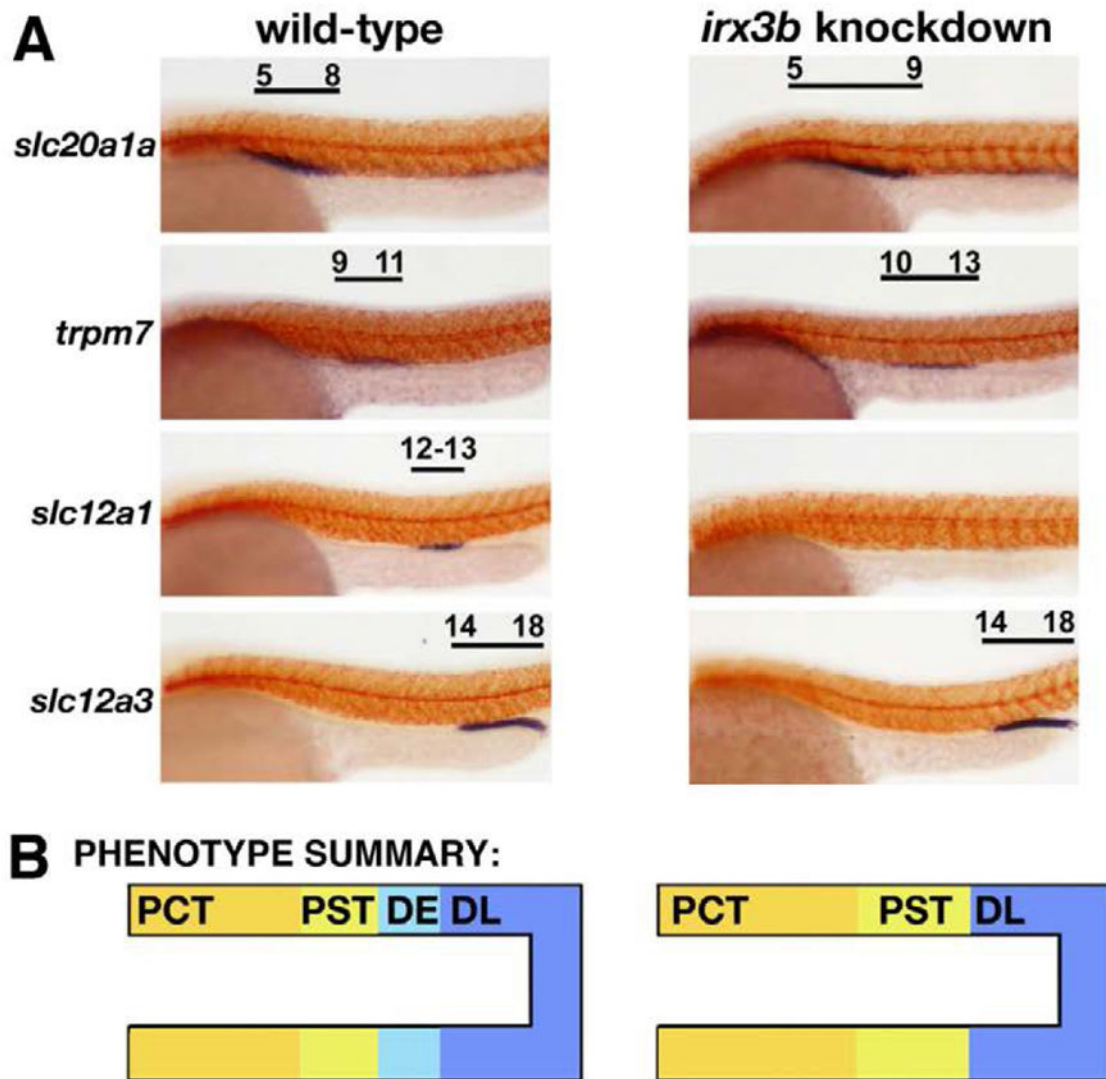 A
wild-type
irx3b knockdown
slc20a1a
5 8
5 9
trpm7
9 11
10 13
slc12a1
12-13
slc12a3
14 18
14 18
B PHENOTYPE SUMMARY:
PCT PST DE DL
PCT PST DL